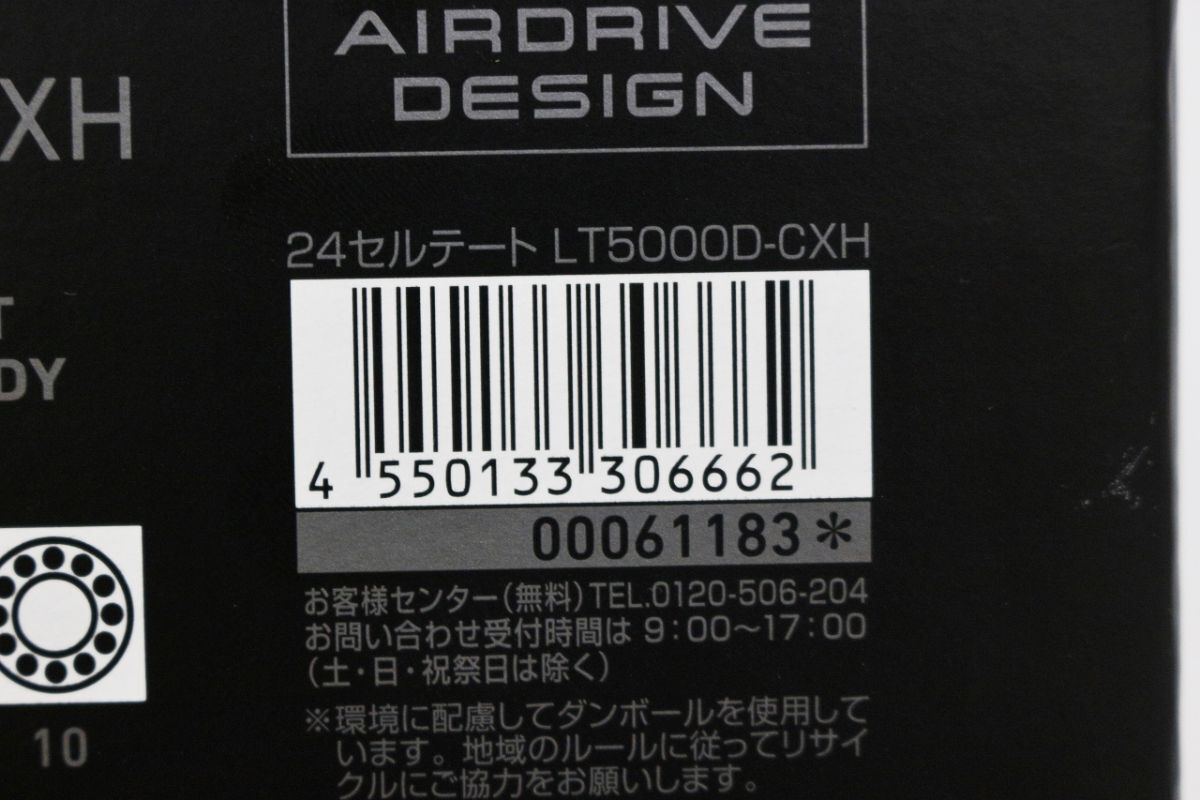 AIRDRIVE
DESIGN
XH
24セルテート LT5000D-CXH
T
DY
4 550133 306662
00061183*
お客様センター(無料)TEL.0120-506-204
お問い合わせ受付時間は 9:00〜17:00
(土・日・祝祭日は除く)
10
※環境に配慮してダンボールを使用して
います。地域のルールに従ってリサイ
クルにご協力をお願いします。